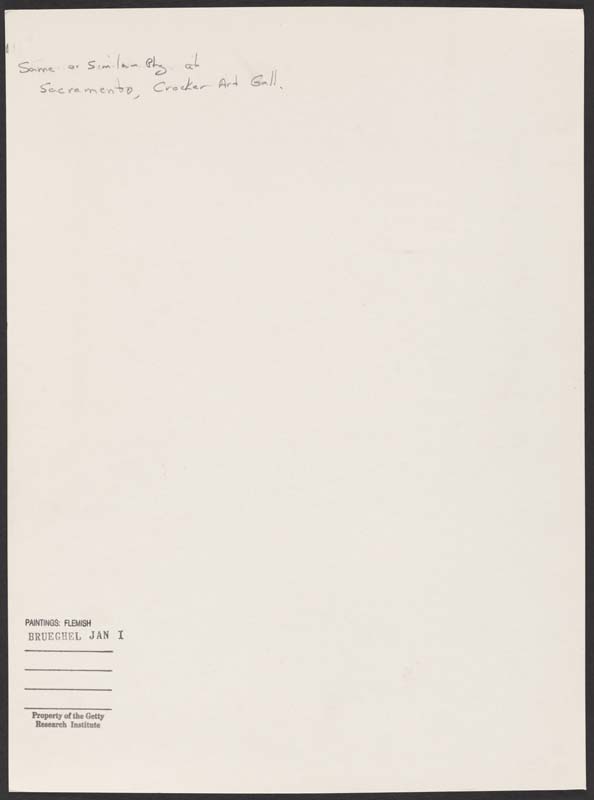 Same or similar ptg at
Sacramento, Crocker Art Gall.
PAINTINGS: FLEMISH
BRUEGHEL JAN I
Property of the Getty
Research Institute